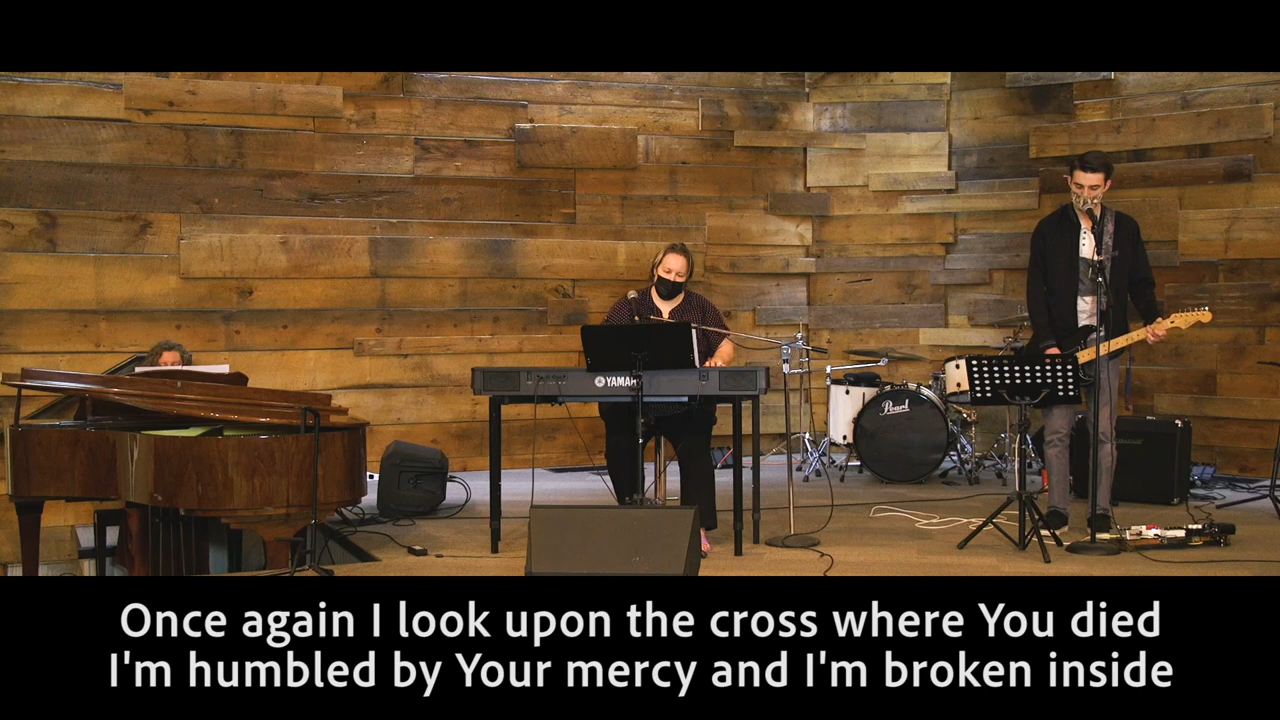 YAMAHA
Pearl
Once again I look upon the cross where You died
I'm humbled by Your mercy and I'm broken inside